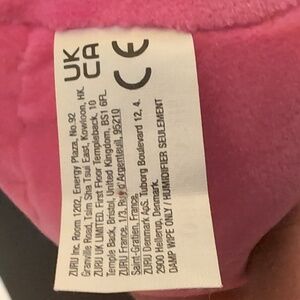 UK
CA
CE
ZURU Int. Room 1202, Energy Plaza, No.92
Granville Road, Tsim Sha Tsui East, Kowloon, HK.
ZURU UK LIMITED. First Floor Templeback, 10
Temple Back, Bristol, United Kingdom, BS1 6FL.
ZURU France, 1/3, Rue d'Argenteuil, 95210
Saint-Gratien, France.
ZURU Denmark ApS. Tuborg Boulevard 12, 4.
2900 Hellerup, Denmark
DAMP WIPE ONLY / HUMIDIFIER SEULEMENT